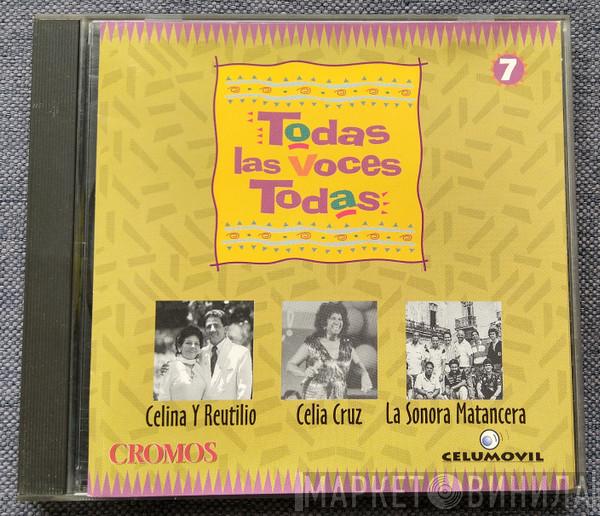 7
Todas
las voces
Todas
Celina Y Reutilio
Celia Cruz
La Sonora Matancera
CROMOS
CELUMOVIL
МАРКЕТ ВИНИЛА